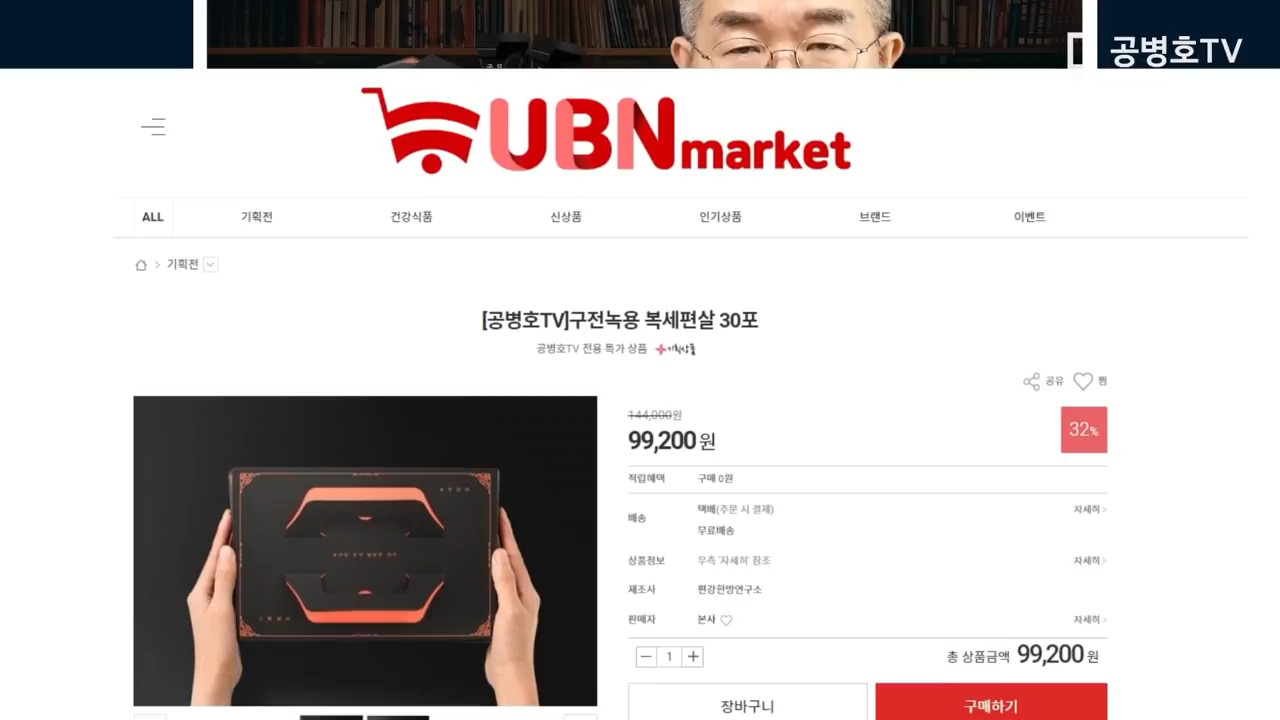 공병호TV
UBNmarket
ALL 기획전 건강식품 신상품 인기상품 브랜드 이벤트
기획전
[공병호TV]구전녹용 복세편살 30포
공병호TV 전용 특가 상품 기획상품
공유 찜
144,000원
99,200 원
32%
적립혜택 구매 0원
배송 택배(주문 시 결제) 자세히 >
무료배송
상품정보 우측 '자세히' 참조 자세히 >
제조사 편강한방연구소
판매자 본사 자세히 >
1 총 상품금액 99,200 원
장바구니 구매하기